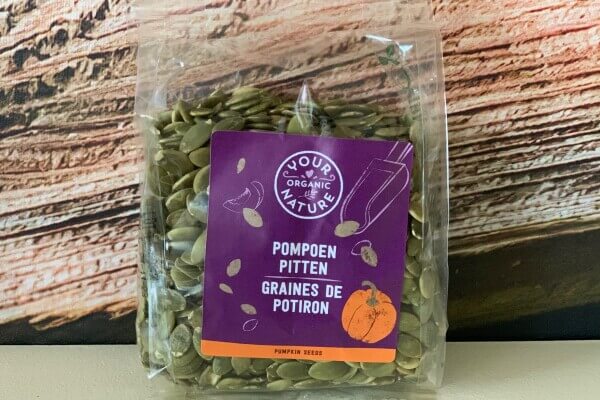 YOUR
ORGANIC
NATURE
POMPOEN
PITTEN
GRAINES DE
POTIRON
PUMPKIN SEEDS